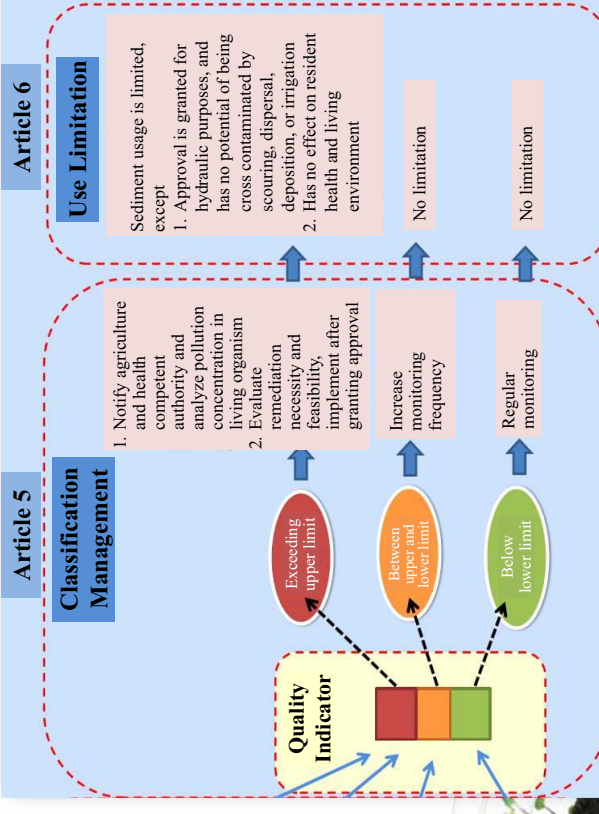 Article 5
Classification
Management
Quality
Indicator
Exceeding
upper limit
1. Notify agriculture
and health
competent
authority and
analyze pollution
concentration in
living organism
2. Evaluate
remediation
necessity and
feasibility,
implement after
granting approval
Between
upper and
lower limit
Increase
monitoring
frequency
Below
lower limit
Regular
monitoring
Article 6
Use Limitation
Sediment usage is limited,
except
1. Approval is granted for
hydraulic purposes, and
has no potential of being
cross contaminated by
scouring, dispersal,
deposition, or irrigation
2. Has no effect on resident
health and living
environment
No limitation
No limitation